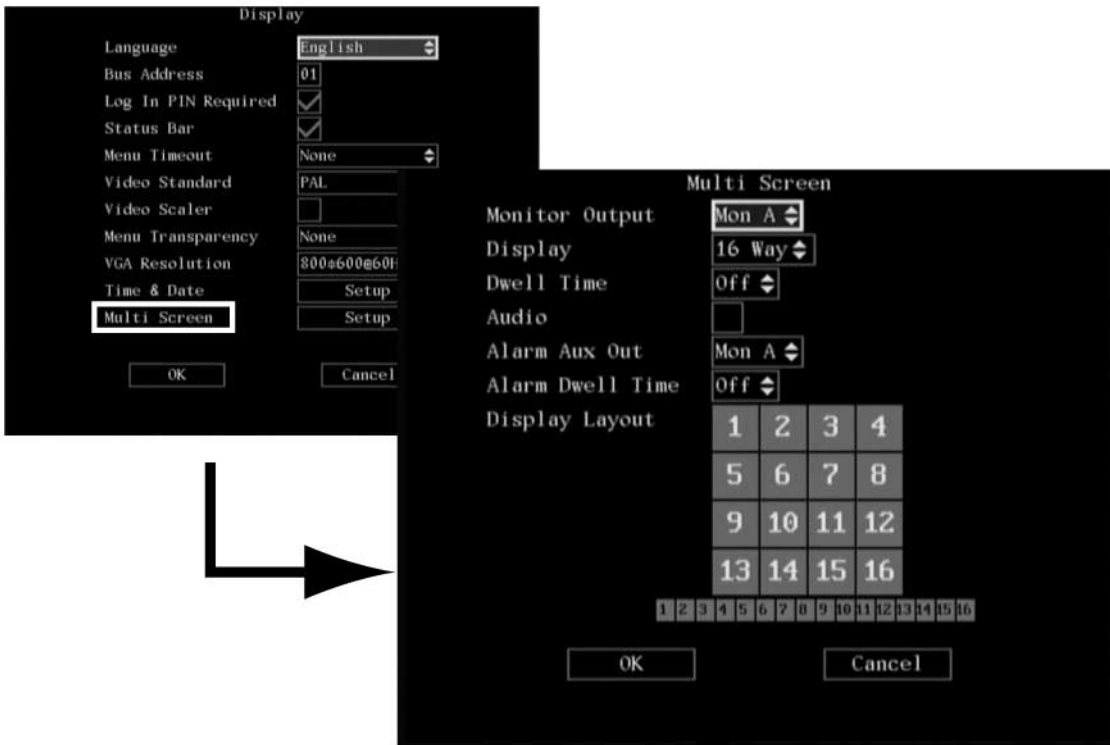 Display
Language English
Bus Address 01
Log In PIN Required
Status Bar
Menu Timeout None
Video Standard PAL
Video Scaler
Menu Transparency None
VGA Resolution 800*600@60H
Time & Date Setup
Multi Screen Setup
OK Cancel
Multi Screen
Monitor Output Mon A
Display 16 Way
Dwell Time Off
Audio
Alarm Aux Out Mon A
Alarm Dwell Time Off
Display Layout
1 2 3 4
5 6 7 8
9 10 11 12
13 14 15 16
1 2 3 4 5 6 7 8 9 10 11 12 13 14 15 16
OK Cancel